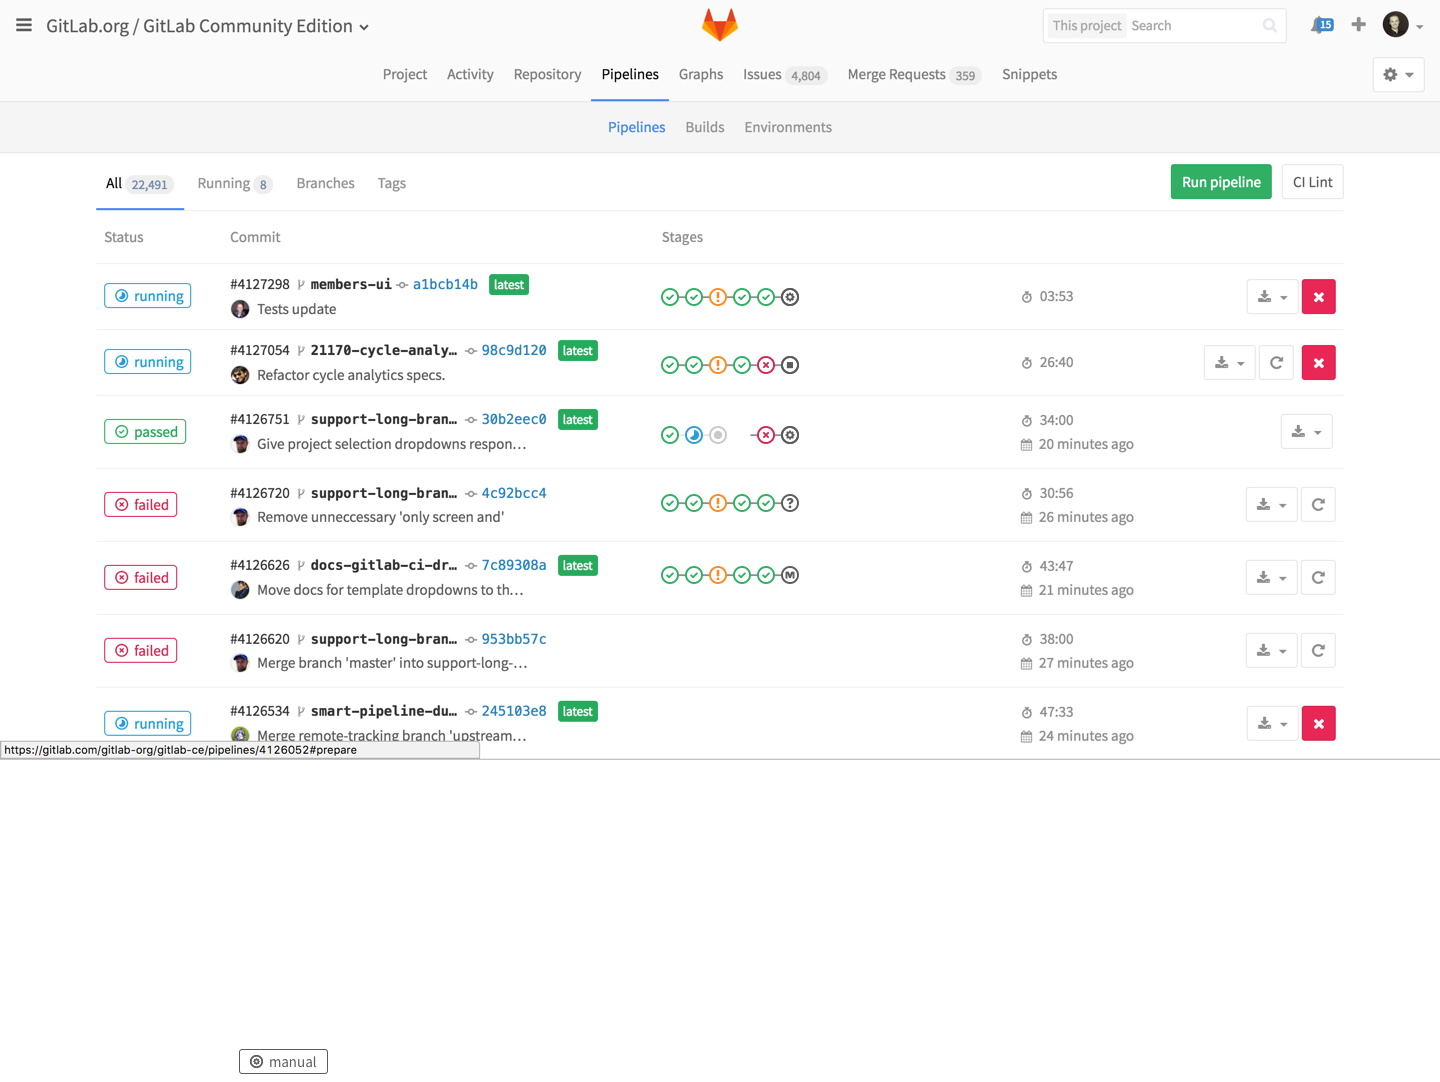 GitLab.org / GitLab Community Edition
This project Search
15
Project Activity Repository Pipelines Graphs Issues 4,804 Merge Requests 359 Snippets
Pipelines Builds Environments
All 22,491 Running 8 Branches Tags
Run pipeline CI Lint
Status Commit Stages
running #4127298 members-ui a1bcb14b latest
Tests update
03:53
running #4127054 21170-cycle-analy… 98c9d120 latest
Refactor cycle analytics specs.
26:40
passed #4126751 support-long-bran… 30b2eec0 latest
Give project selection dropdowns respon…
34:00
20 minutes ago
failed #4126720 support-long-bran… 4c92bcc4
Remove unneccessary 'only screen and'
30:56
26 minutes ago
failed #4126626 docs-gitlab-ci-dr… 7c89308a latest
Move docs for template dropdowns to th…
M
43:47
21 minutes ago
failed #4126620 support-long-bran… 953bb57c
Merge branch 'master' into support-long-…
38:00
27 minutes ago
running #4126534 smart-pipeline-du… 245103e8 latest
Merge remote-tracking branch 'upstream…
47:33
24 minutes ago
https://gitlab.com/gitlab-org/gitlab-ce/pipelines/4126052#prepare
manual